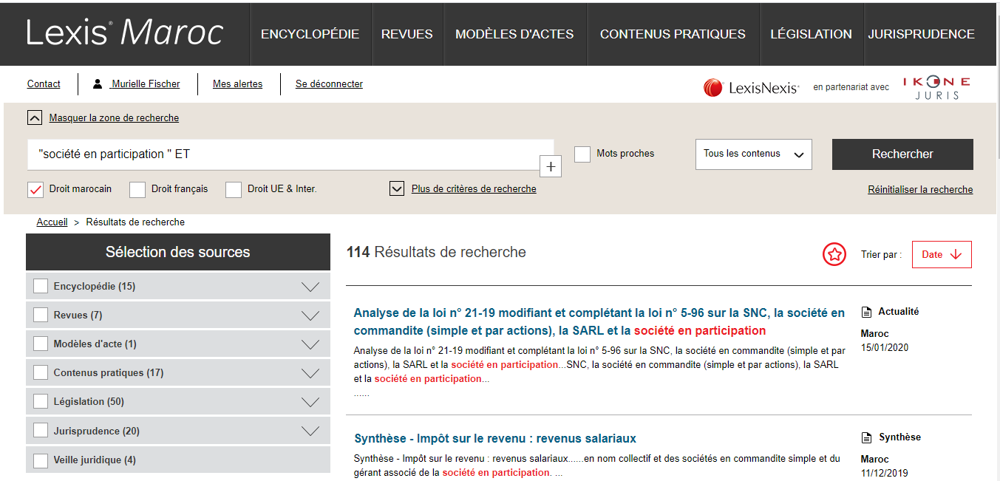 Lexis® Maroc
ENCYCLOPÉDIE
REVUES
MODÈLES D'ACTES
CONTENUS PRATIQUES
LÉGISLATION
JURISPRUDENCE
Contact
Murielle Fischer
Mes alertes
Se déconnecter
LexisNexis®
en partenariat avec
IKONE
JURIS
Masquer la zone de recherche
"société en participation " ET
+
Mots proches
Tous les contenus
Rechercher
Droit marocain
Droit français
Droit UE & Inter.
Plus de critères de recherche
Réinitialiser la recherche
Accueil > Résultats de recherche
Sélection des sources
Encyclopédie (15)
Revues (7)
Modèles d'acte (1)
Contenus pratiques (17)
Législation (50)
Jurisprudence (20)
Veille juridique (4)
114 Résultats de recherche
Trier par :
Date
Analyse de la loi n° 21-19 modifiant et complétant la loi n° 5-96 sur la SNC, la société en
commandite (simple et par actions), la SARL et la société en participation
Analyse de la loi n° 21-19 modifiant et complétant la loi n° 5-96 sur la SNC, la société en commandite (simple et par
actions), la SARL et la société en participation...SNC, la société en commandite (simple et par actions), la SARL
et la société en participation...
......
Actualité
Maroc
15/01/2020
Synthèse - Impôt sur le revenu : revenus salariaux
Synthèse - Impôt sur le revenu : revenus salariaux......en nom collectif et des sociétés en commandite simple et du
gérant associé de la société en participation. ...
Synthèse
Maroc
11/12/2019